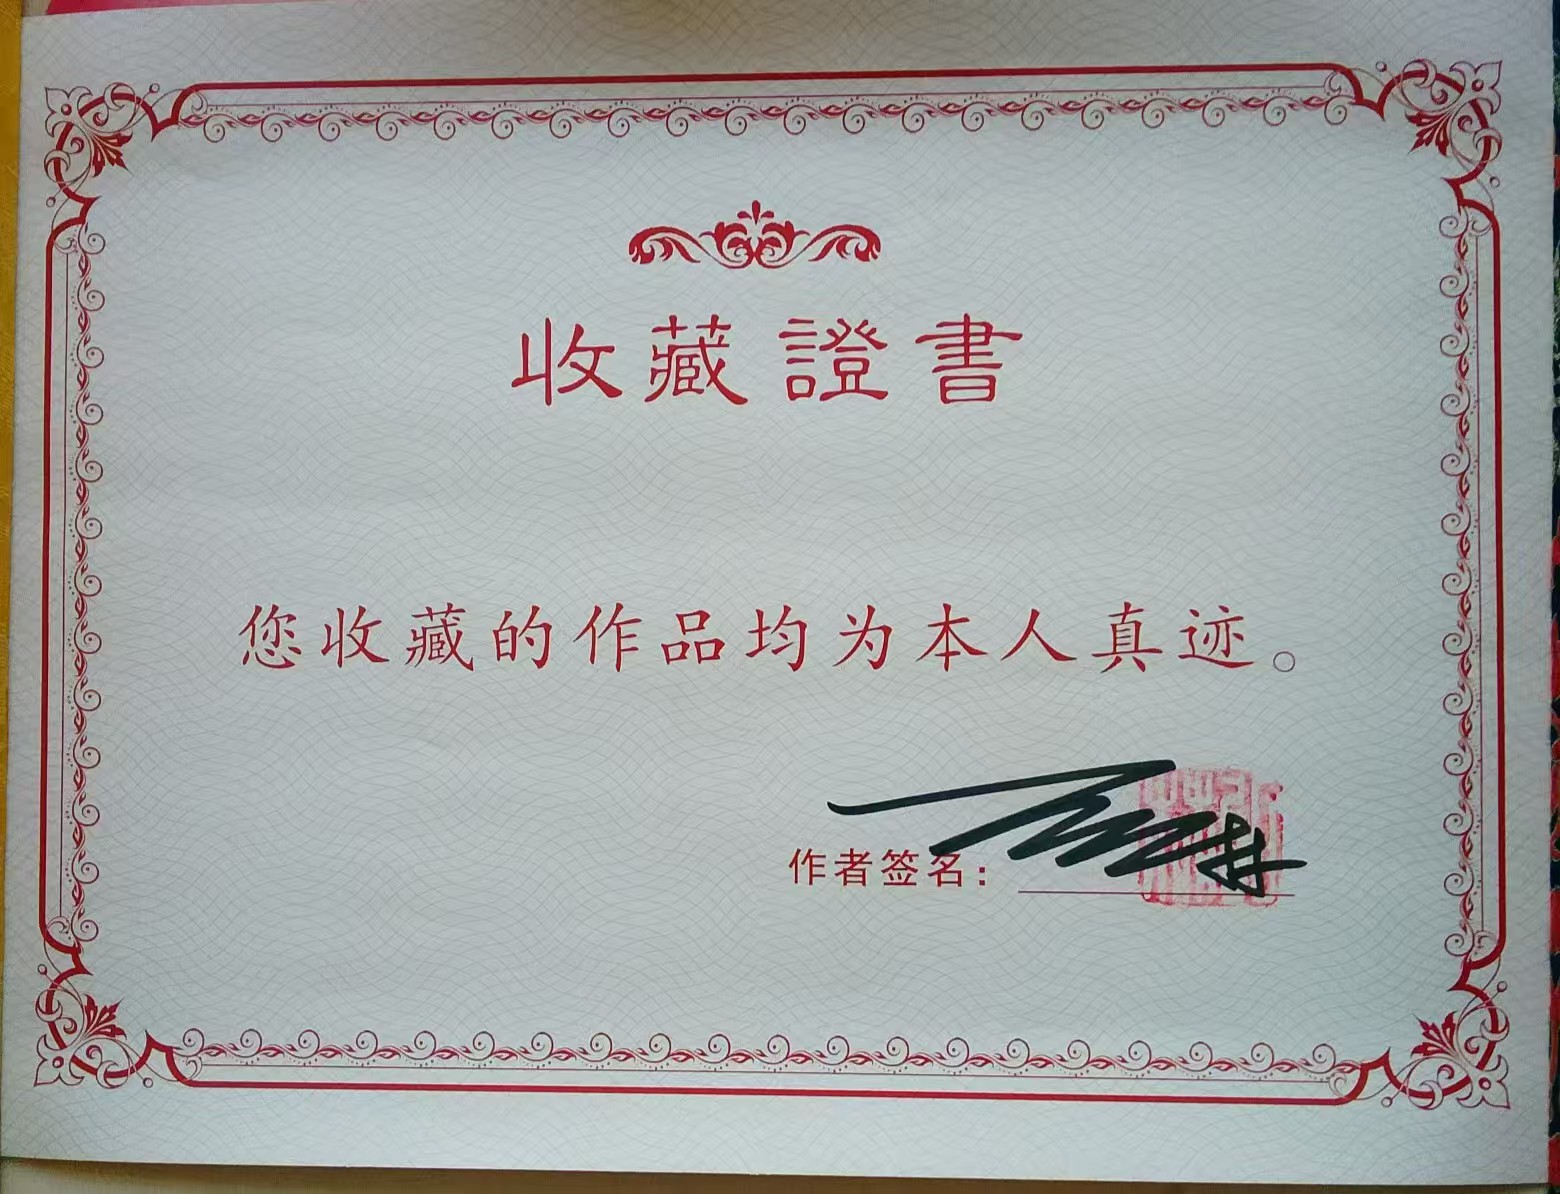 收藏證書
您收藏的作品均为本人真迹。
作者签名：